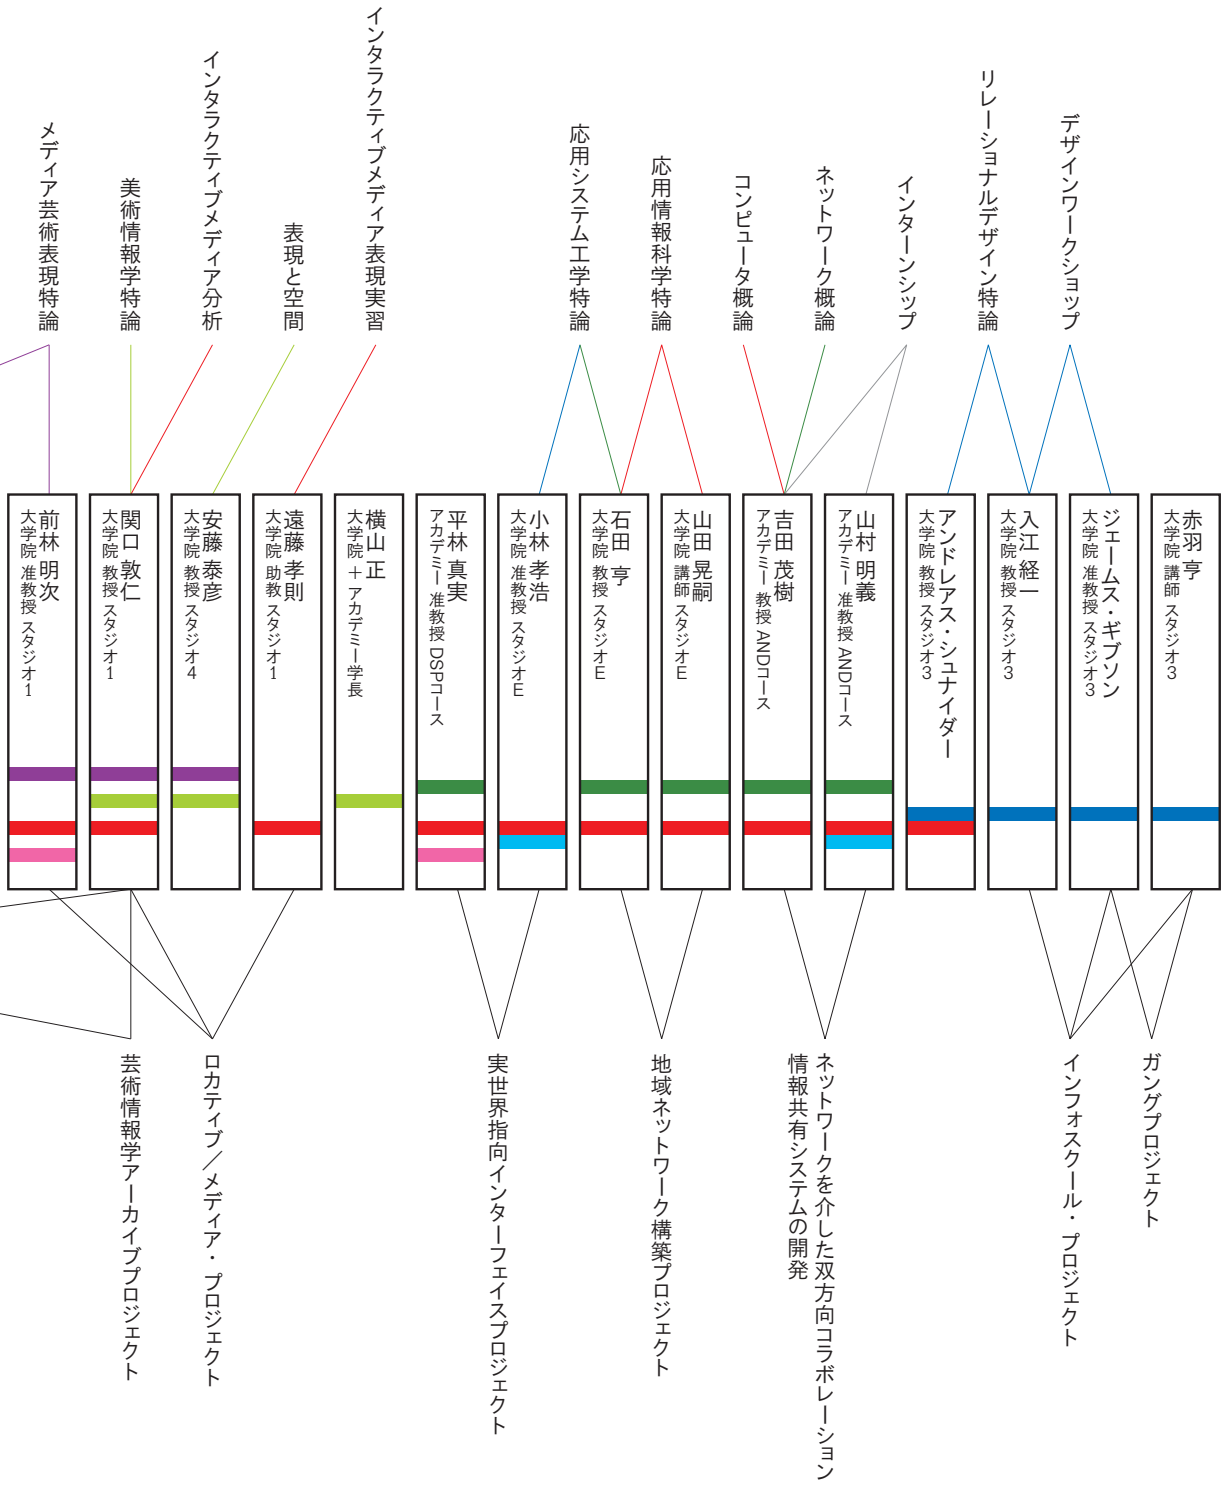 デザインワークショップ
リレーショナルデザイン特論
インターンシップ
ネットワーク概論
コンピュータ概論
応用情報科学特論
応用システム工学特論
インタラクティブメディア表現実習
表現と空間
インタラクティブメディア分析
美術情報学特論
メディア芸術表現特論
赤羽 亨
大学院 講師 スタジオ3
ジェームス・ギブソン
大学院 准教授 スタジオ3
入江 経一
大学院 教授 スタジオ3
アンドレアス・シュナイダー
大学院 教授 スタジオ3
山村 明義
アカデミー 准教授 ANDコース
吉田 茂樹
アカデミー 教授 ANDコース
山田 晃嗣
大学院 講師 スタジオE
石田 亨
大学院 教授 スタジオE
小林 孝浩
大学院 准教授 スタジオE
平林 真実
アカデミー 准教授 DSPコース
横山 正
大学院 ＋ アカデミー学長
遠藤 孝則
大学院 助教 スタジオ1
安藤 泰彦
大学院 教授 スタジオ4
関口 敦仁
大学院 教授 スタジオ1
前林 明次
大学院 准教授 スタジオ1
ガングプロジェクト
インフォスクール・プロジェクト
ネットワークを介した双方向コラボレーション
情報共有システムの開発
地域ネットワーク構築プロジェクト
実世界指向インターフェイスプロジェクト
ロカティブ／メディア・プロジェクト
芸術情報学アーカイブプロジェクト